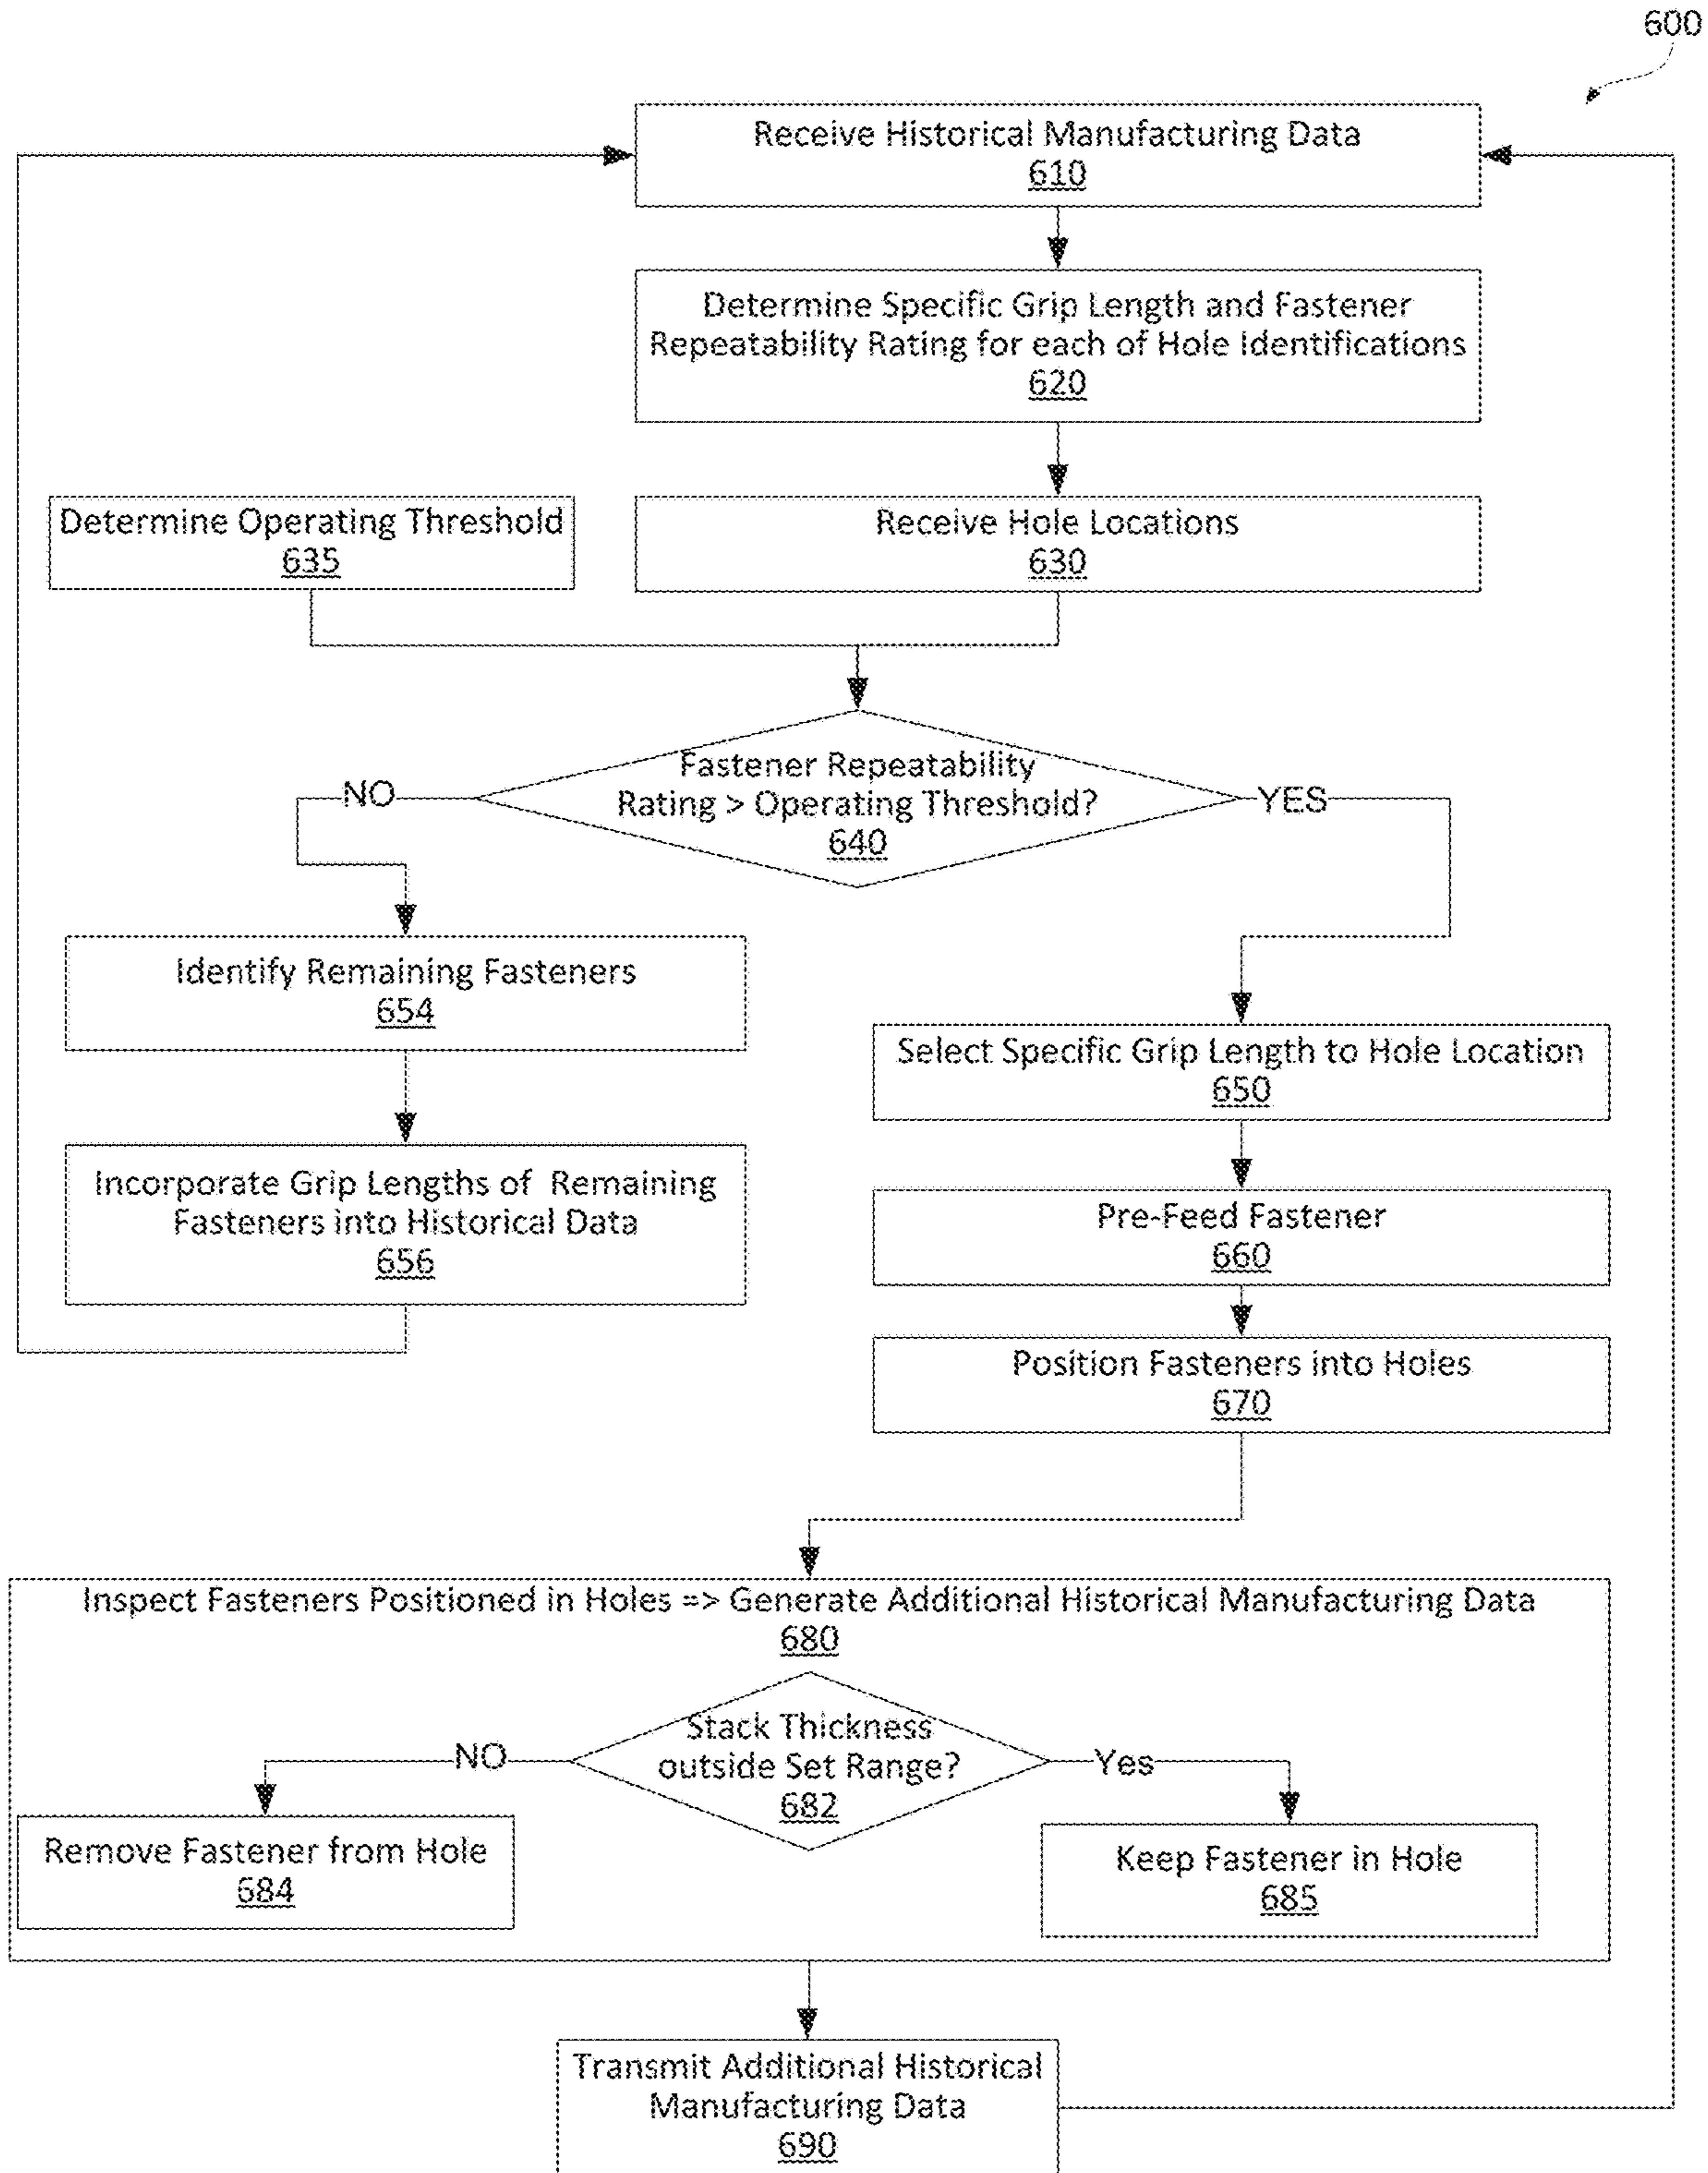 600
Receive Historical Manufacturing Data
610
Determine Specific Grip Length and Fastener
Repeatability Rating for each of Hole Identifications
620
Determine Operating Threshold
635
Receive Hole Locations
630
Fastener Repeatability
Rating > Operating Threshold?
640
NO
YES
Identify Remaining Fasteners
654
Select Specific Grip Length to Hole Location
650
Incorporate Grip Lengths of Remaining
Fasteners into Historical Data
656
Pre-Feed Fastener
660
Position Fasteners into Holes
670
Inspect Fasteners Positioned in Holes => Generate Additional Historical Manufacturing Data
680
Stack Thickness
outside Set Range?
682
NO
Yes
Remove Fastener from Hole
684
Keep Fastener in Hole
685
Transmit Additional Historical
Manufacturing Data
690